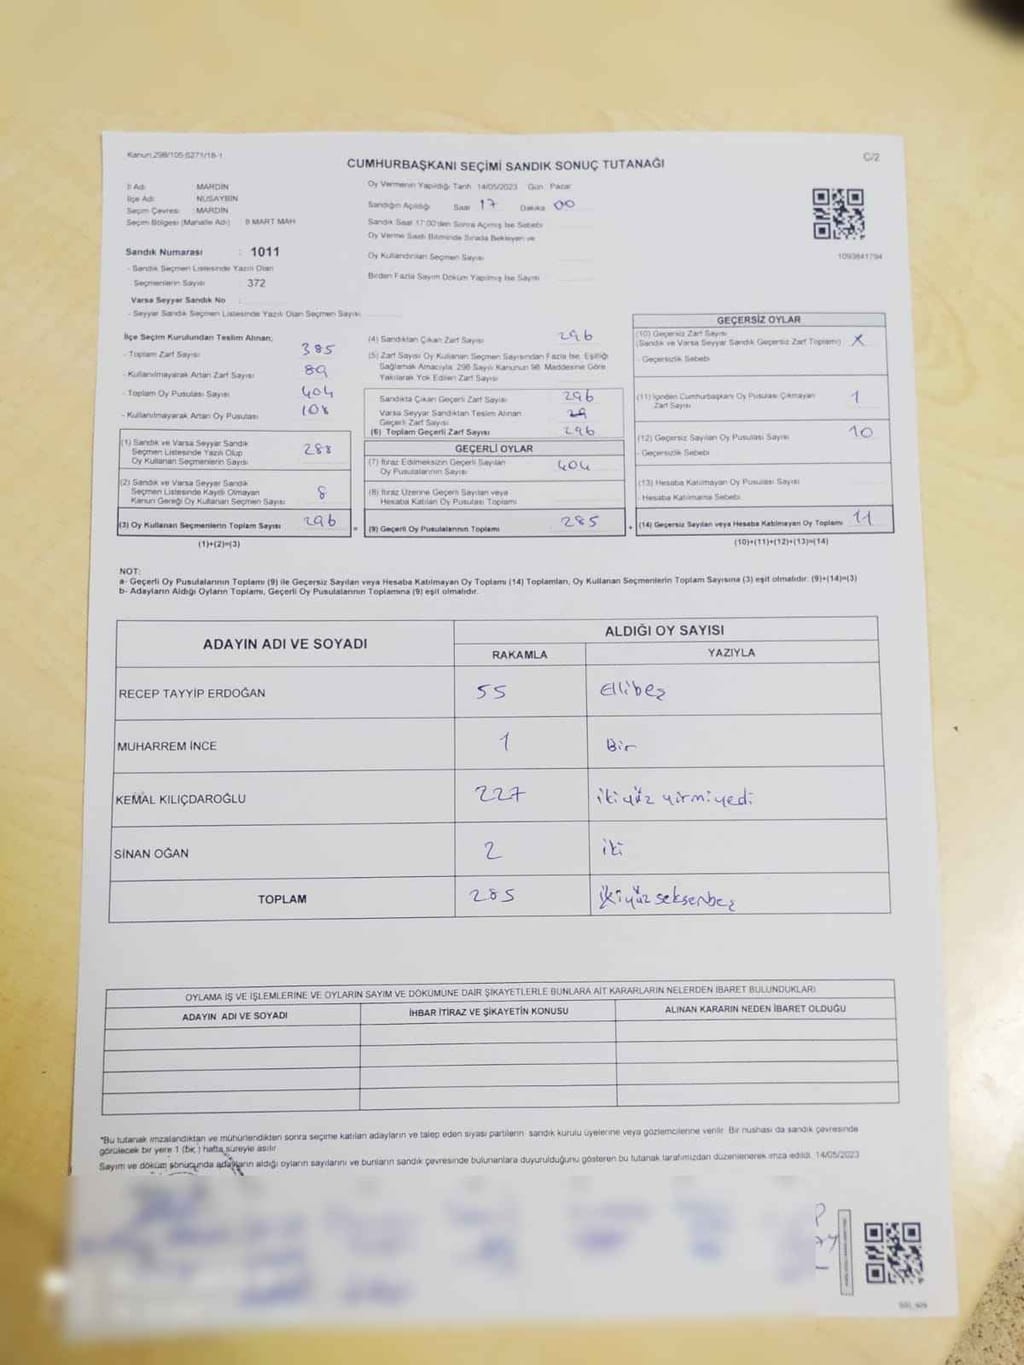 Kanun:298/105-6271/18-1
C/2
CUMHURBAŞKANI SEÇİMİ SANDIK SONUÇ TUTANAĞI
İl Adı: MARDİN
İlçe Adı: NUSAYBİN
Seçim Çevresi: MARDİN
Seçim Bölgesi (Mahalle Adı) : 8 MART MAH
Sandık Numarası : 1011
- Sandık Seçmen Listesinde Yazılı Olan
Seçmenlerin Sayısı 372
Varsa Seyyar Sandık No :
- Seyyar Sandık Seçmen Listesinde Yazılı Olan Seçmen Sayısı
Oy Vermenin Yapıldığı Tarih 14/05/2023 Gün Pazar
Sandığın Açıldığı Saat 17 Dakika 00
Sandık Saat 17:00'den Sonra Açılmış İse Sebebi
Oy Verme Saati Bitiminde Sırada Bekleyen ve
Oy Kullandırılan Seçmen Sayısı
Birden Fazla Sayım Döküm Yapılmış İse Sayısı
1093841794
İlçe Seçim Kurulundan Teslim Alınan;
- Toplam Zarf Sayısı 385
- Kullanılmayarak Artan Zarf Sayısı 89
- Toplam Oy Pusulası Sayısı 404
- Kullanılmayarak Artan Oy Pusulası 108
(1) Sandık ve Varsa Seyyar Sandık
Seçmen Listesinde Yazılı Olup
Oy Kullanan Seçmenlerin Sayısı 288
(2) Sandık ve Varsa Seyyar Sandık
Seçmen Listesinde Kayıtlı Olmayan
Kanun Gereği Oy Kullanan Seçmen Sayısı 8
(3) Oy Kullanan Seçmenlerin Toplam Sayısı 296
(1)+(2)=(3)
(4) Sandıktan Çıkan Zarf Sayısı 296
(5) Zarf Sayısı Oy Kullanan Seçmen Sayısından Fazla İse, Eşitliği
Sağlamak Amacıyla, 298 Sayılı Kanunun 98. Maddesine Göre
Yakılarak Yok Edilen Zarf Sayısı
Sandıkta Çıkan Geçerli Zarf Sayısı 296
Varsa Seyyar Sandıktan Teslim Alınan
Geçerli Zarf Sayısı
(6) Toplam Geçerli Zarf Sayısı 296
GEÇERLİ OYLAR
(7) İtiraz Edilmeksizin Geçerli Sayılan
Oy Pusulalarının Sayısı 404
(8) İtiraz Üzerine Geçerli Sayılan veya
Hesaba Katılan Oy Pusulası Toplamı
= (9) Geçerli Oy Pusulalarının Toplamı 285
GEÇERSİZ OYLAR
(10) Geçersiz Zarf Sayısı
(Sandık ve Varsa Seyyar Sandık Geçersiz Zarf Toplamı) X
- Geçersizlik Sebebi
(11) İçinden Cumhurbaşkanı Oy Pusulası Çıkmayan
Zarf Sayısı 1
(12) Geçersiz Sayılan Oy Pusulası Sayısı 10
- Geçersizlik Sebebi
(13) Hesaba Katılmayan Oy Pusulası Sayısı
- Hesaba Katılmama Sebebi
+ (14) Geçersiz Sayılan veya Hesaba Katılmayan Oy Toplamı 11
(10)+(11)+(12)+(13)=(14)
NOT:
a- Geçerli Oy Pusulalarının Toplamı (9) ile Geçersiz Sayılan veya Hesaba Katılmayan Oy Toplamı (14) Toplamları, Oy Kullanan Seçmenlerin Toplam Sayısına (3) eşit olmalıdır. (9)+(14)=(3)
b- Adayların Aldığı Oyların Toplamı, Geçerli Oy Pusulalarının Toplamına (9) eşit olmalıdır.
ADAYIN ADI VE SOYADI
ALDIĞI OY SAYISI
RAKAMLA YAZIYLA
RECEP TAYYİP ERDOĞAN 55 Ellibeş
MUHARREM İNCE 1 Bir
KEMAL KILIÇDAROĞLU 227 ikiyüz yirmiyedi
SİNAN OĞAN 2 iki
TOPLAM 285 ikiyüz seksenbeş
OYLAMA İŞ VE İŞLEMLERİNE VE OYLARIN SAYIM VE DÖKÜMÜNE DAİR ŞİKAYETLERLE BUNLARA AİT KARARLARIN NELERDEN İBARET BULUNDUKLARI
ADAYIN ADI VE SOYADI İHBAR İTİRAZ VE ŞİKAYETİN KONUSU ALINAN KARARIN NEDEN İBARET OLDUĞU
*Bu tutanak imzalandıktan ve mühürlendikten sonra seçime katılan adayların ve talep eden siyasi partilerin sandık kurulu üyelerine veya gözlemcilerine verilir. Bir nüshası da sandık çevresinde
görülecek bir yere 1 (bir) hafta süreyle asılır.
Sayım ve döküm sonucunda adayların aldığı oyların sayılarını ve bunların sandık çevresinde bulunanlara duyurulduğunu gösteren bu tutanak tarafımızdan düzenlenerek imza edildi. 14/05/2023